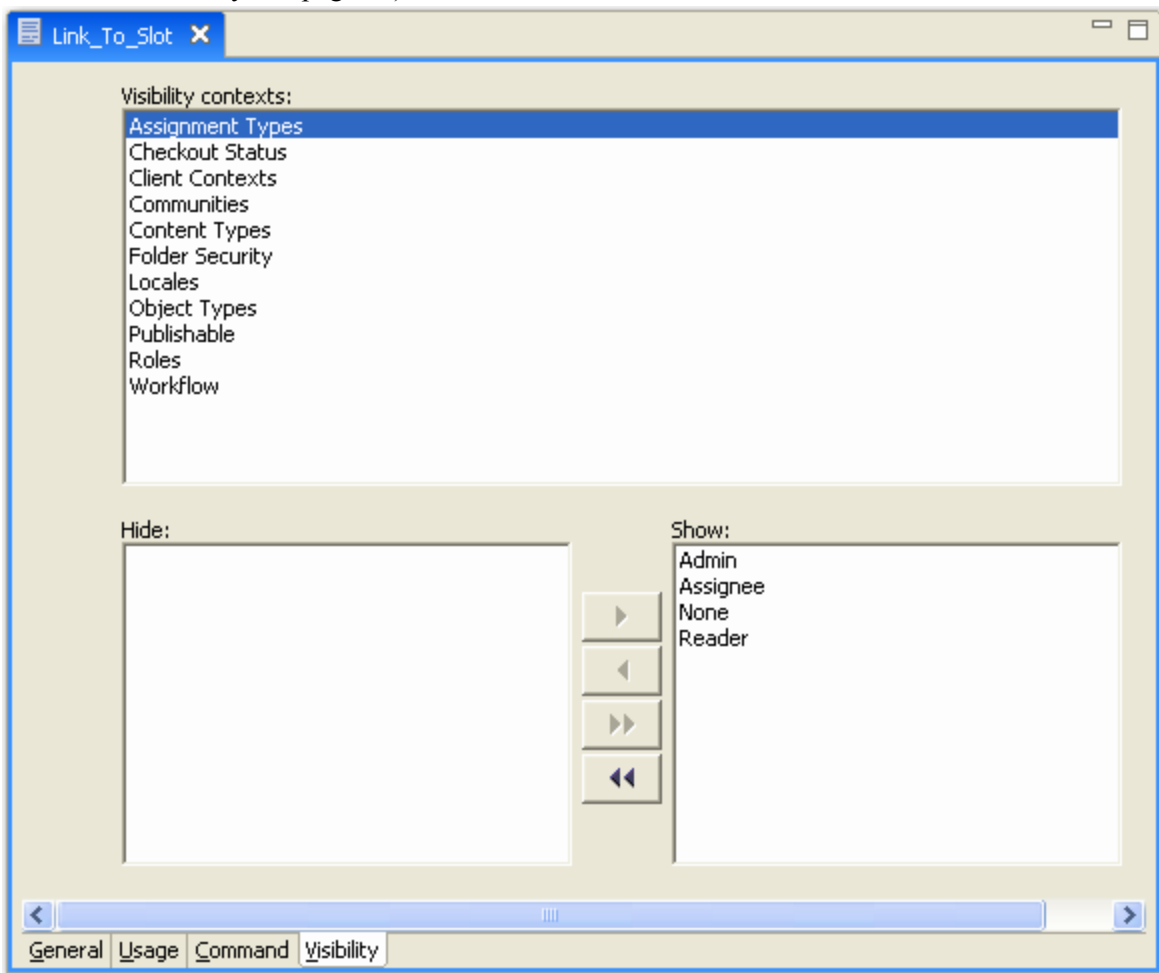 Link_To_Slot
Visibility contexts:
Assignment Types
Checkout Status
Client Contexts
Communities
Content Types
Folder Security
Locales
Object Types
Publishable
Roles
Workflow
Hide:
Show:
Admin
Assignee
None
Reader
General Usage Command Visibility